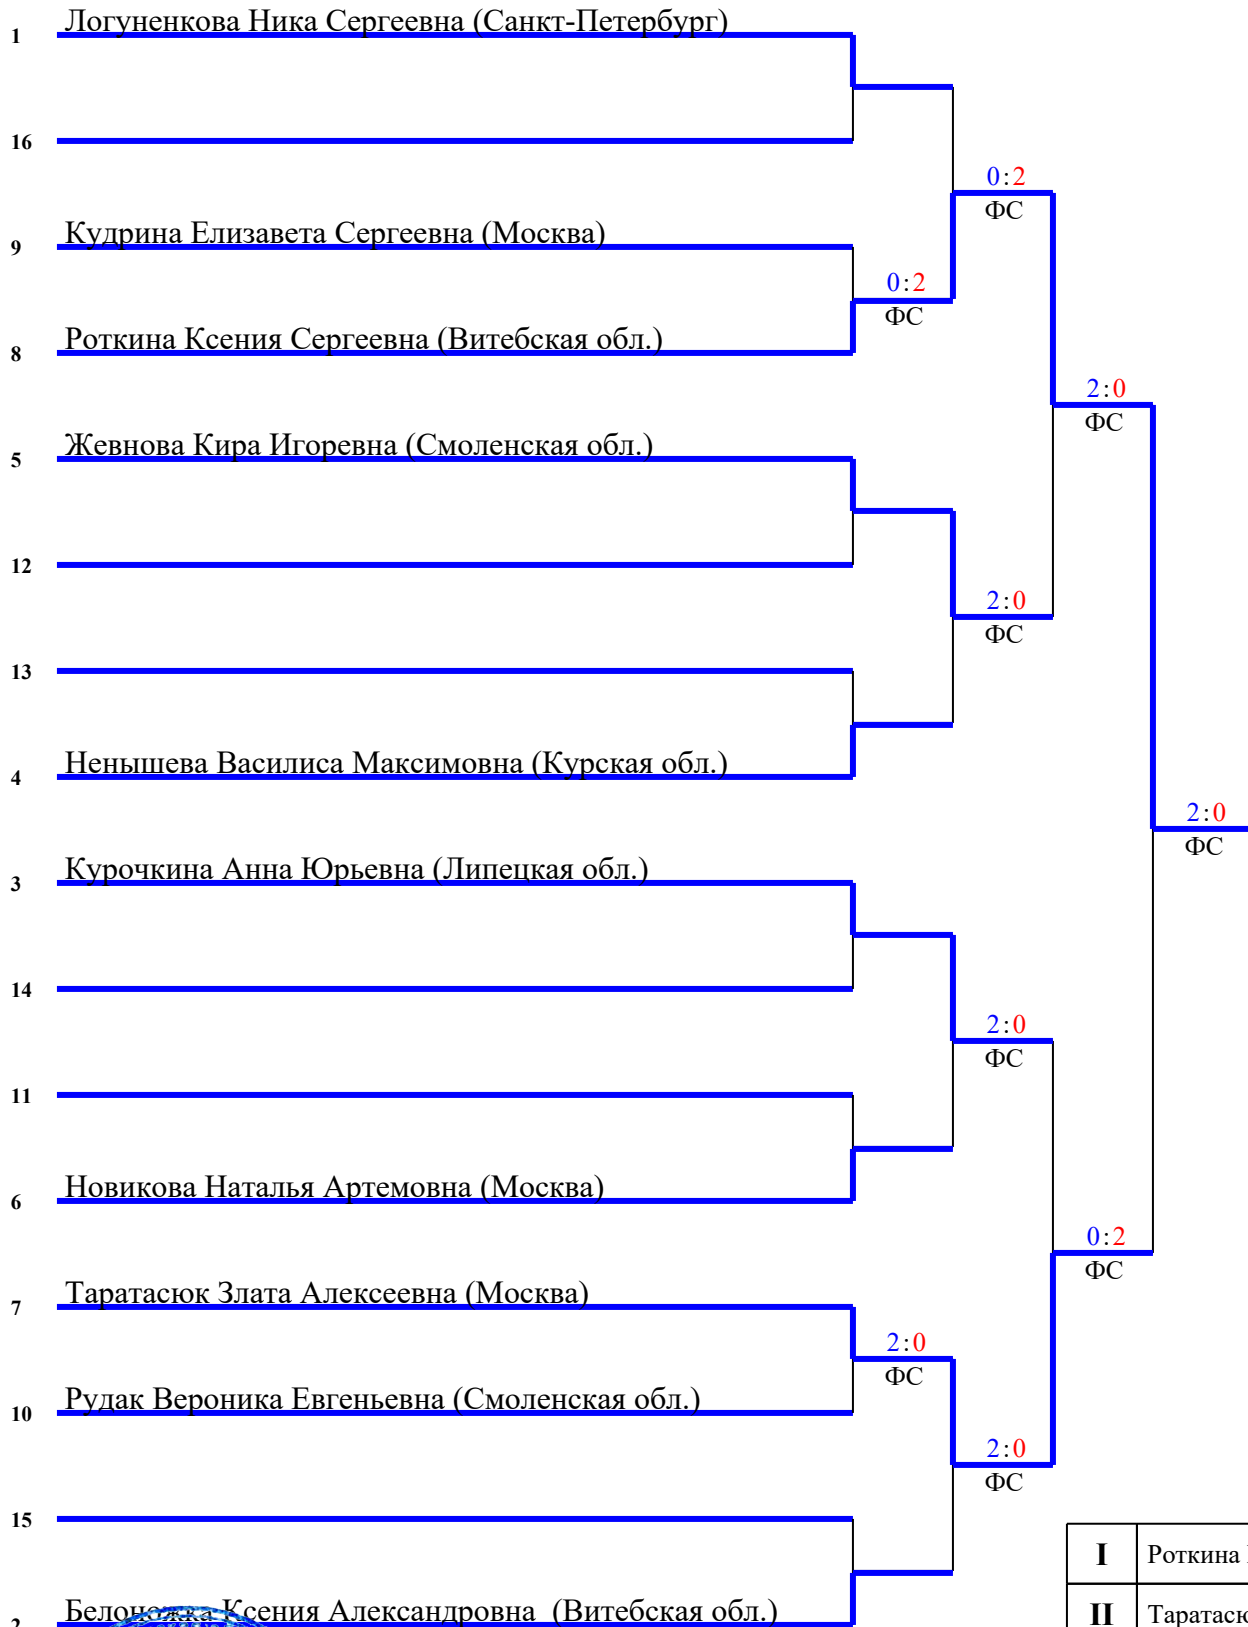 1 Логуненкова Ника Сергеевна (Санкт-Петербург)
16
0:2
ФС
9 Кудрина Елизавета Сергеевна (Москва)
0:2
ФС
8 Роткина Ксения Сергеевна (Витебская обл.)
2:0
ФС
5 Жевнова Кира Игоревна (Смоленская обл.)
12
2:0
ФС
13
4 Ненышева Василиса Максимовна (Курская обл.)
2:0
ФС
3 Курочкина Анна Юрьевна (Липецкая обл.)
14
2:0
ФС
11
6 Новикова Наталья Артемовна (Москва)
0:2
ФС
7 Таратасюк Злата Алексеевна (Москва)
2:0
ФС
10 Рудак Вероника Евгеньевна (Смоленская обл.)
2:0
ФС
15
I Роткина
2 Белоножка Ксения Александровна (Витебская обл.)
II Таратасю